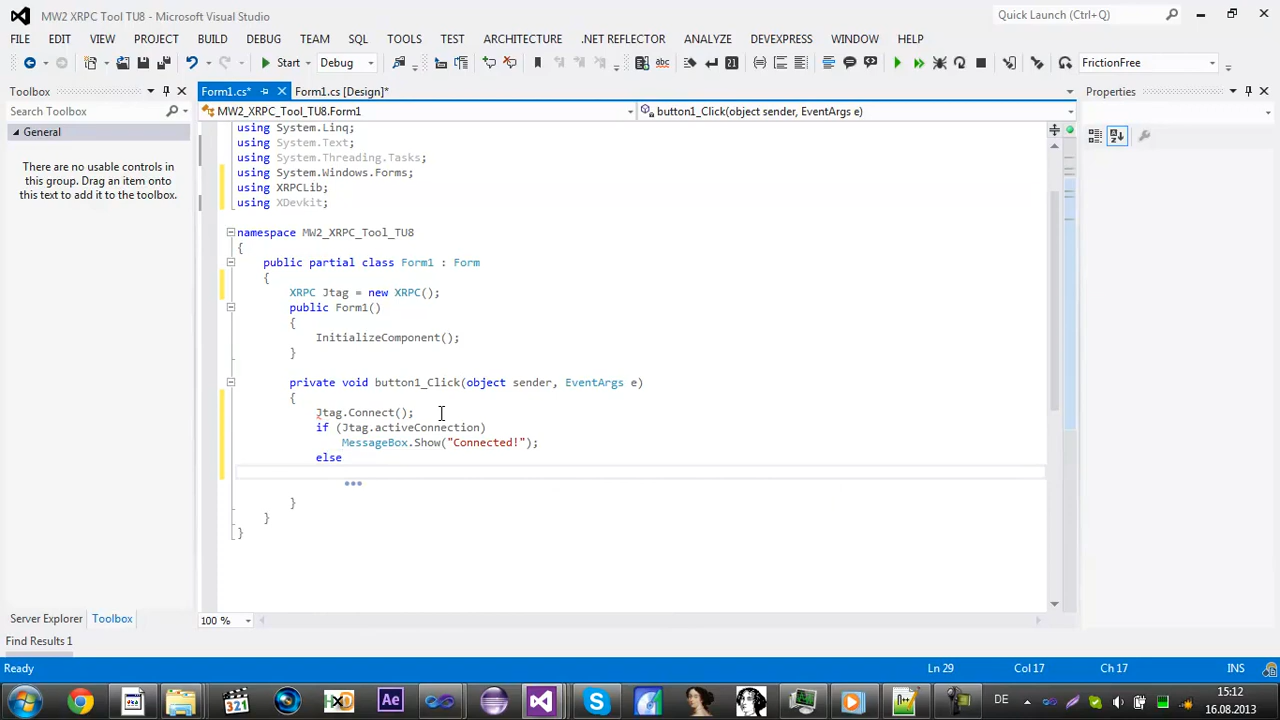 MW2 XRPC Tool TU8 - Microsoft Visual Studio
Quick Launch (Ctrl+Q)
FILE EDIT VIEW PROJECT BUILD DEBUG TEAM SQL TOOLS TEST ARCHITECTURE .NET REFLECTOR ANALYZE DEVEXPRESS WINDOW HELP
Start Debug FrictionFree
Toolbox
Form1.cs* Form1.cs [Design]*
Properties
Search Toolbox
MW2_XRPC_Tool_TU8.Form1
button1_Click(object sender, EventArgs e)
General
There are no usable controls in
this group. Drag an item onto
this text to add it to the toolbox.
using System.Linq;
using System.Text;
using System.Threading.Tasks;
using System.Windows.Forms;
using XRPCLib;
using XDevkit;
namespace MW2_XRPC_Tool_TU8
{
public partial class Form1 : Form
{
XRPC Jtag = new XRPC();
public Form1()
{
InitializeComponent();
}
private void button1_Click(object sender, EventArgs e)
{
Jtag.Connect();
if (Jtag.activeConnection)
MessageBox.Show("Connected!");
else
}
}
}
100 %
Server Explorer Toolbox
Find Results 1
Ready
Ln 29 Col 17 Ch 17 INS
321
HxD
Ae
DE
15:12
16.08.2013